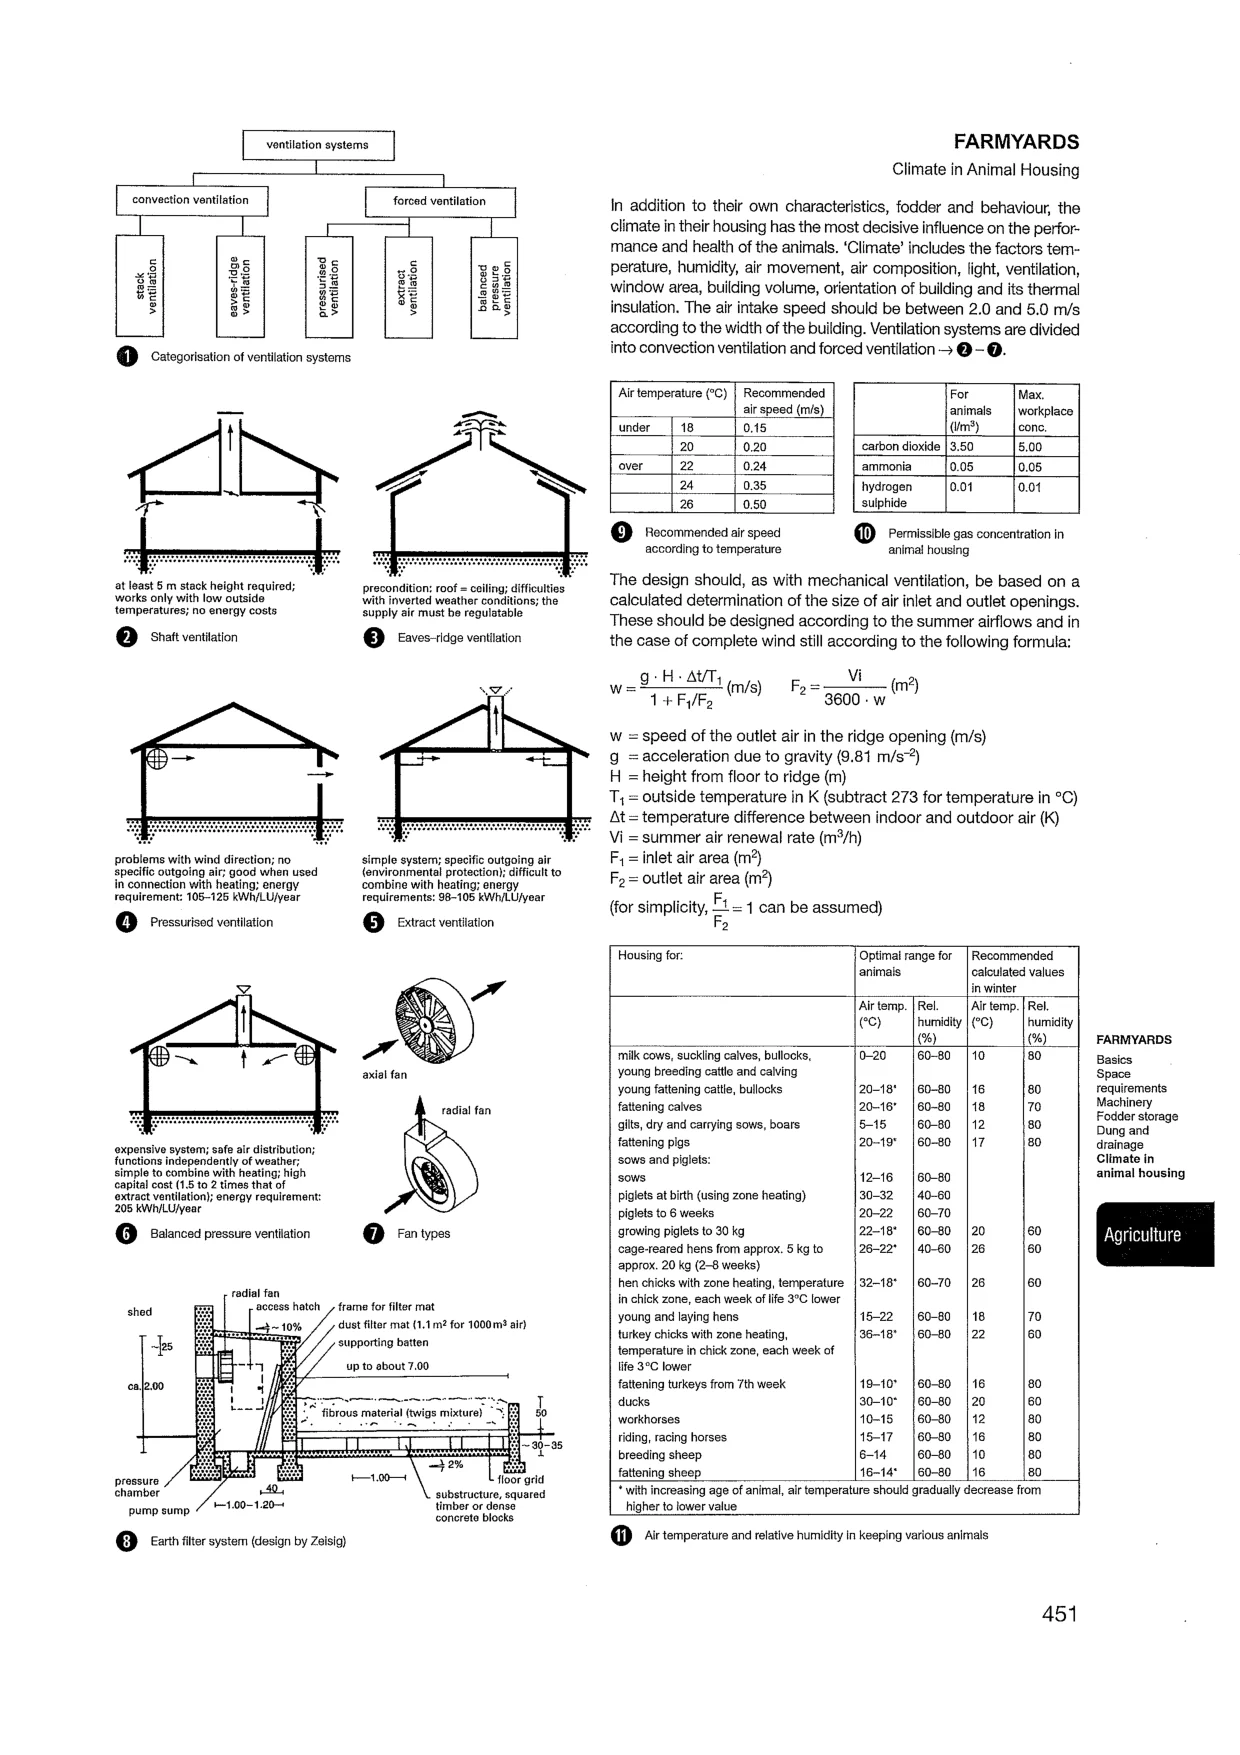 ventilation systems
convection ventilation
forced ventilation
stack
ventilation
eaves-ridge
ventilation
pressurised
ventilation
extract
ventilation
balanced
pressure
ventilation
1 Categorisation of ventilation systems
at least 5 m stack height required;
works only with low outside
temperatures; no energy costs
2 Shaft ventilation
precondition: roof = ceiling; difficulties
with inverted weather conditions; the
supply air must be regulatable
3 Eaves–ridge ventilation
problems with wind direction; no
specific outgoing air; good when used
in connection with heating; energy
requirement: 105–125 kWh/LU/year
4 Pressurised ventilation
simple system; specific outgoing air
(environmental protection); difficult to
combine with heating; energy
requirements: 98–105 kWh/LU/year
5 Extract ventilation
expensive system; safe air distribution;
functions independently of weather;
simple to combine with heating; high
capital cost (1.5 to 2 times that of
extract ventilation); energy requirement:
205 kWh/LU/year
6 Balanced pressure ventilation
axial fan
radial fan
7 Fan types
radial fan
shed
access hatch
frame for filter mat
~ 10%
dust filter mat (1.1 m² for 1000 m³ air)
~25
supporting batten
up to about 7.00
ca. 2.00
fibrous material (twigs mixture)
50
~30–35
2%
pressure
chamber
1.00
floor grid
40
pump sump
1.00–1.20
substructure, squared
timber or dense
concrete blocks
8 Earth filter system (design by Zeisig)
FARMYARDS
Climate in Animal Housing
In addition to their own characteristics, fodder and behaviour, the
climate in their housing has the most decisive influence on the perfor-
mance and health of the animals. ‘Climate’ includes the factors tem-
perature, humidity, air movement, air composition, light, ventilation,
window area, building volume, orientation of building and its thermal
insulation. The air intake speed should be between 2.0 and 5.0 m/s
according to the width of the building. Ventilation systems are divided
into convection ventilation and forced ventilation → 2 – 7.
Air temperature (°C) Recommended
air speed (m/s)
under 18 0.15
20 0.20
over 22 0.24
24 0.35
26 0.50
9 Recommended air speed
according to temperature
For Max.
animals workplace
(l/m³) conc.
carbon dioxide 3.50 5.00
ammonia 0.05 0.05
hydrogen 0.01 0.01
sulphide
10 Permissible gas concentration in
animal housing
The design should, as with mechanical ventilation, be based on a
calculated determination of the size of air inlet and outlet openings.
These should be designed according to the summer airflows and in
the case of complete wind still according to the following formula:
w = g · H · Δt/T₁ / 1 + F₁/F₂ (m/s) F₂ = Vi / 3600 · w (m²)
w = speed of the outlet air in the ridge opening (m/s)
g = acceleration due to gravity (9.81 m/s⁻²)
H = height from floor to ridge (m)
T₁ = outside temperature in K (subtract 273 for temperature in °C)
Δt = temperature difference between indoor and outdoor air (K)
Vi = summer air renewal rate (m³/h)
F₁ = inlet air area (m²)
F₂ = outlet air area (m²)
(for simplicity, F₁/F₂ = 1 can be assumed)
Housing for: Optimal range for Recommended
animals calculated values
in winter
Air temp. Rel. Air temp. Rel.
(°C) humidity (°C) humidity
(%) (%)
milk cows, suckling calves, bullocks, 0–20 60–80 10 80
young breeding cattle and calving
young fattening cattle, bullocks 20–18* 60–80 16 80
fattening calves 20–16* 60–80 18 70
gilts, dry and carrying sows, boars 5–15 60–80 12 80
fattening pigs 20–19* 60–80 17 80
sows and piglets:
sows 12–16 60–80
piglets at birth (using zone heating) 30–32 40–60
piglets to 6 weeks 20–22 60–70
growing piglets to 30 kg 22–18* 60–80 20 60
cage-reared hens from approx. 5 kg to 26–22* 40–60 26 60
approx. 20 kg (2–8 weeks)
hen chicks with zone heating, temperature 32–18* 60–70 26 60
in chick zone, each week of life 3°C lower
young and laying hens 15–22 60–80 18 70
turkey chicks with zone heating, 36–18* 60–80 22 60
temperature in chick zone, each week of
life 3°C lower
fattening turkeys from 7th week 19–10* 60–80 16 80
ducks 30–10* 60–80 20 60
workhorses 10–15 60–80 12 80
riding, racing horses 15–17 60–80 16 80
breeding sheep 6–14 60–80 10 80
fattening sheep 16–14* 60–80 16 80
* with increasing age of animal, air temperature should gradually decrease from
higher to lower value
11 Air temperature and relative humidity in keeping various animals
FARMYARDS
Basics
Space
requirements
Machinery
Fodder storage
Dung and
drainage
Climate in
animal housing
Agriculture
451